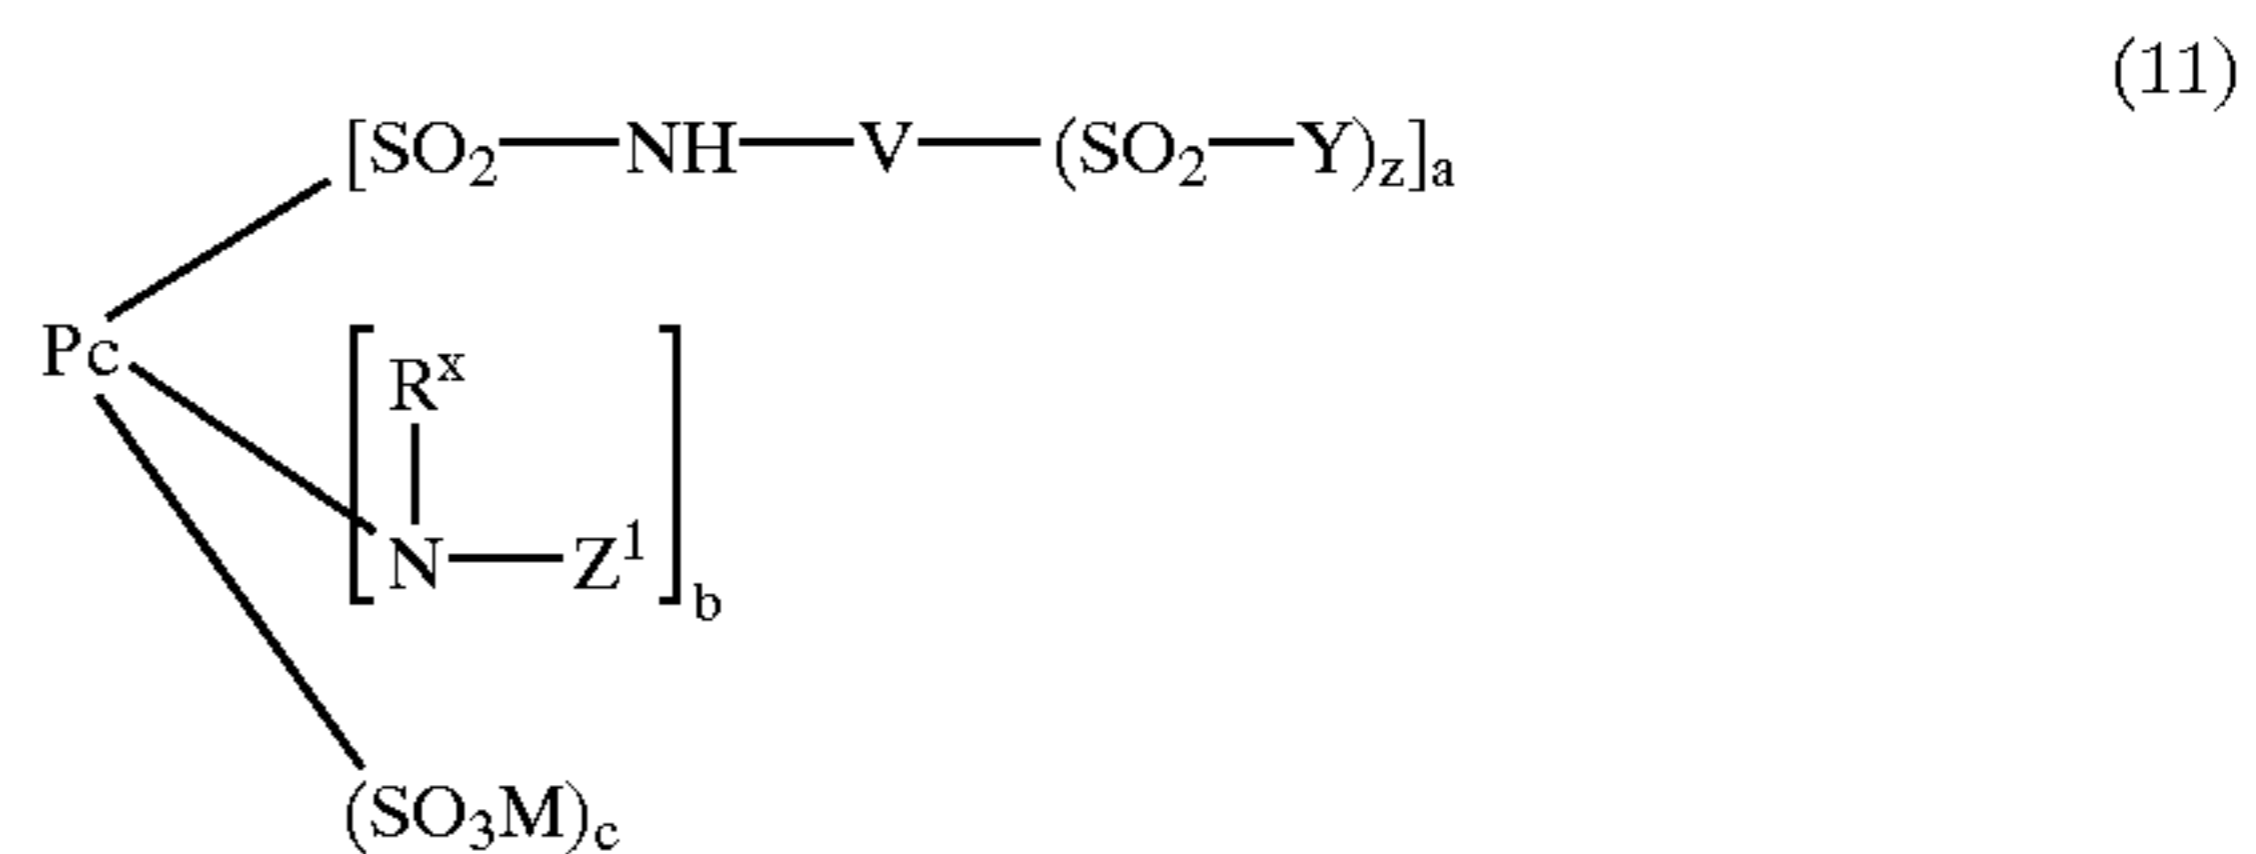 (11)
[SO₂—NH—V—(SO₂—Y)z]a
Rˣ
Pc
N—Z¹
b
(SO₃M)c